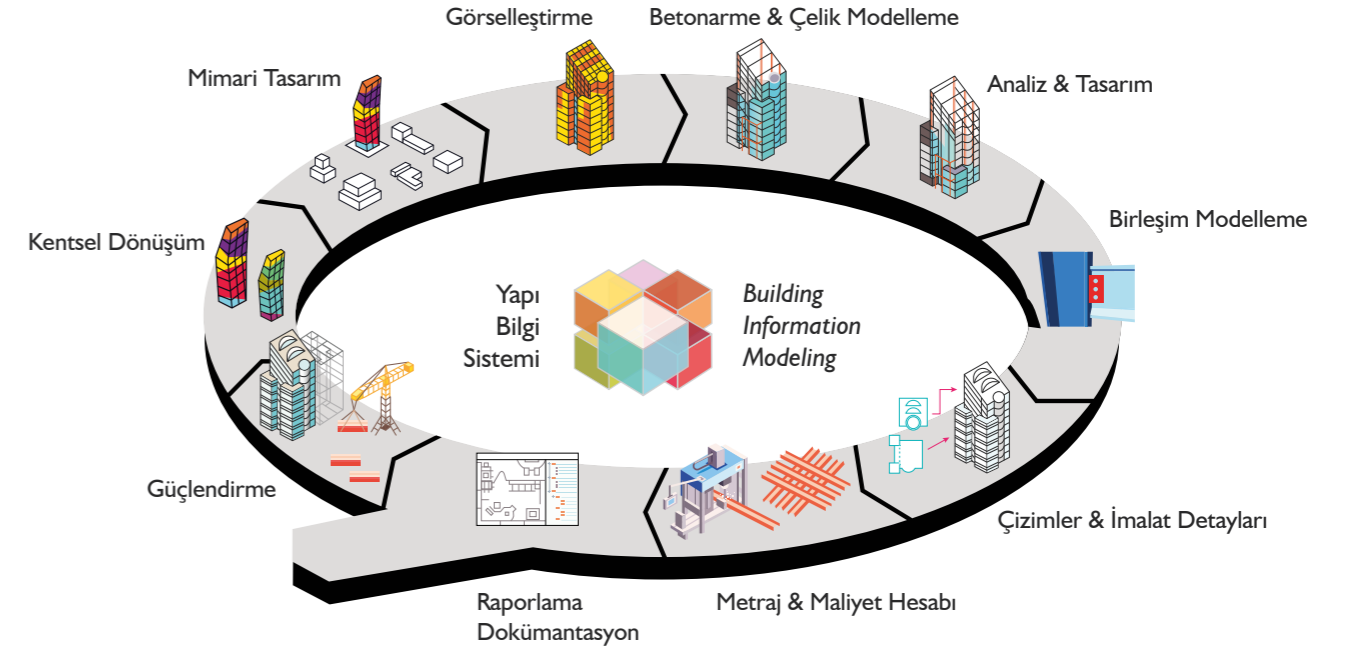 Görselleştirme
Betonarme & Çelik Modelleme
Mimari Tasarım
Analiz & Tasarım
Kentsel Dönüşüm
Birleşim Modelleme
Yapı
Bilgi
Sistemi
Building
Information
Modeling
Güçlendirme
Çizimler & İmalat Detayları
Raporlama
Dokümantasyon
Metraj & Maliyet Hesabı